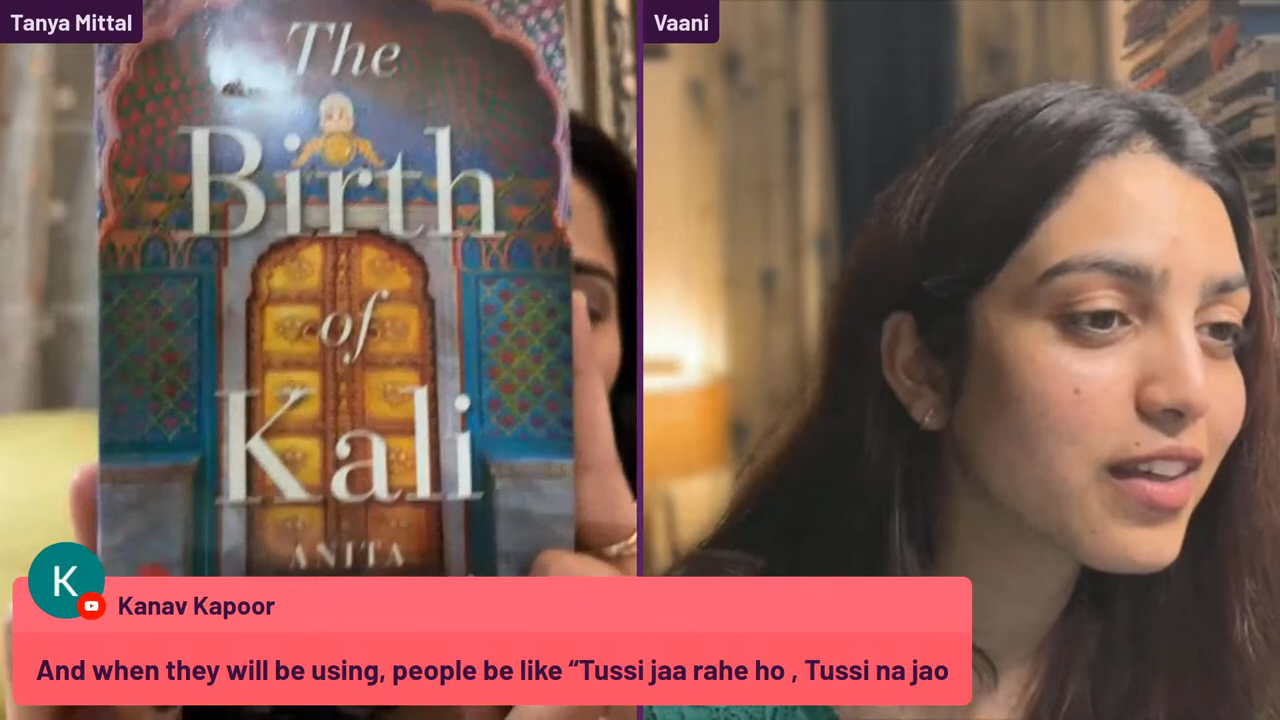 Tanya Mittal
Vaani
The
Birth
of
Kali
ANITA
K
Kanav Kapoor
And when they will be using, people be like “Tussi jaa rahe ho , Tussi na jao